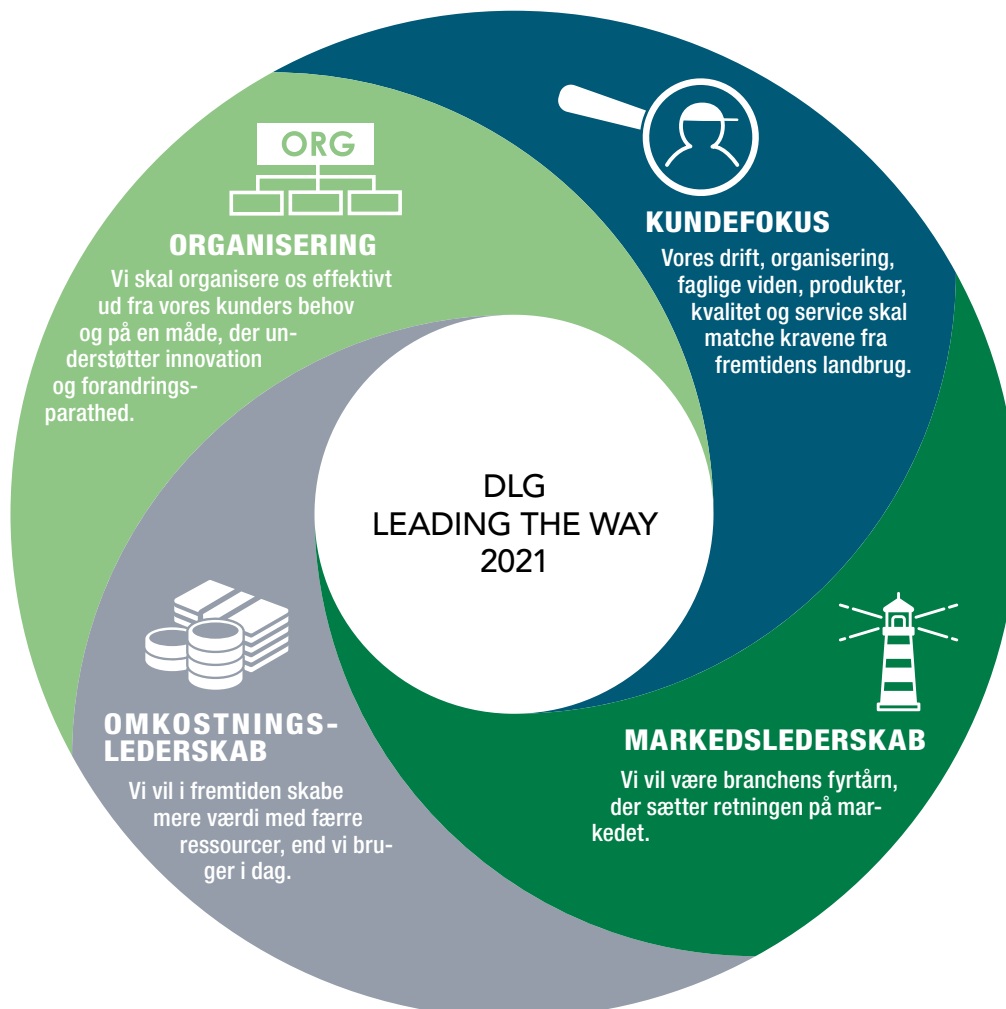 ORG
ORGANISERING
Vi skal organisere os effektivt
ud fra vores kunders behov
og på en måde, der un-
derstøtter innovation
og forandrings-
parathed.
KUNDEFOKUS
Vores drift, organisering,
faglige viden, produkter,
kvalitet og service skal
matche kravene fra
fremtidens landbrug.
DLG
LEADING THE WAY
2021
OMKOSTNINGS-
LEDERSKAB
Vi vil i fremtiden skabe
mere værdi med færre
ressourcer, end vi bru-
ger i dag.
MARKEDSLEDERSKAB
Vi vil være branchens fyrtårn,
der sætter retningen på mar-
kedet.